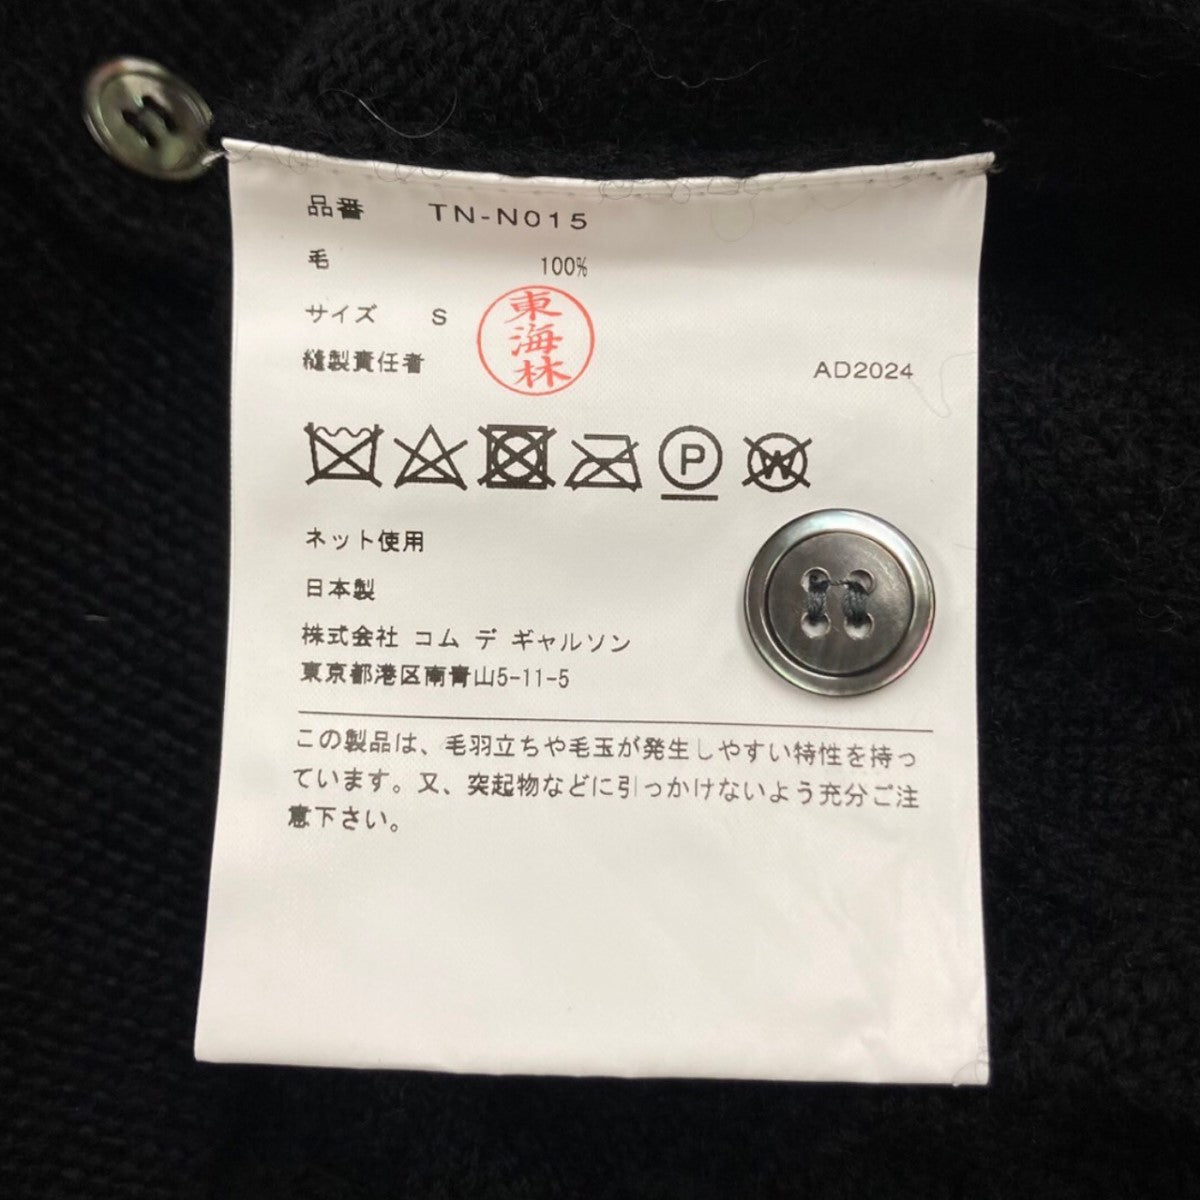 品番 TN-N015
毛 100%
サイズ S
縫製責任者 東海林
AD2024
P W
ネット使用
日本製
株式会社 コム デ ギャルソン
東京都港区南青山5-11-5
この製品は、毛羽立ちや毛玉が発生しやすい特性を持っ
ています。又、突起物などに引っかけないよう充分ご注
意下さい。